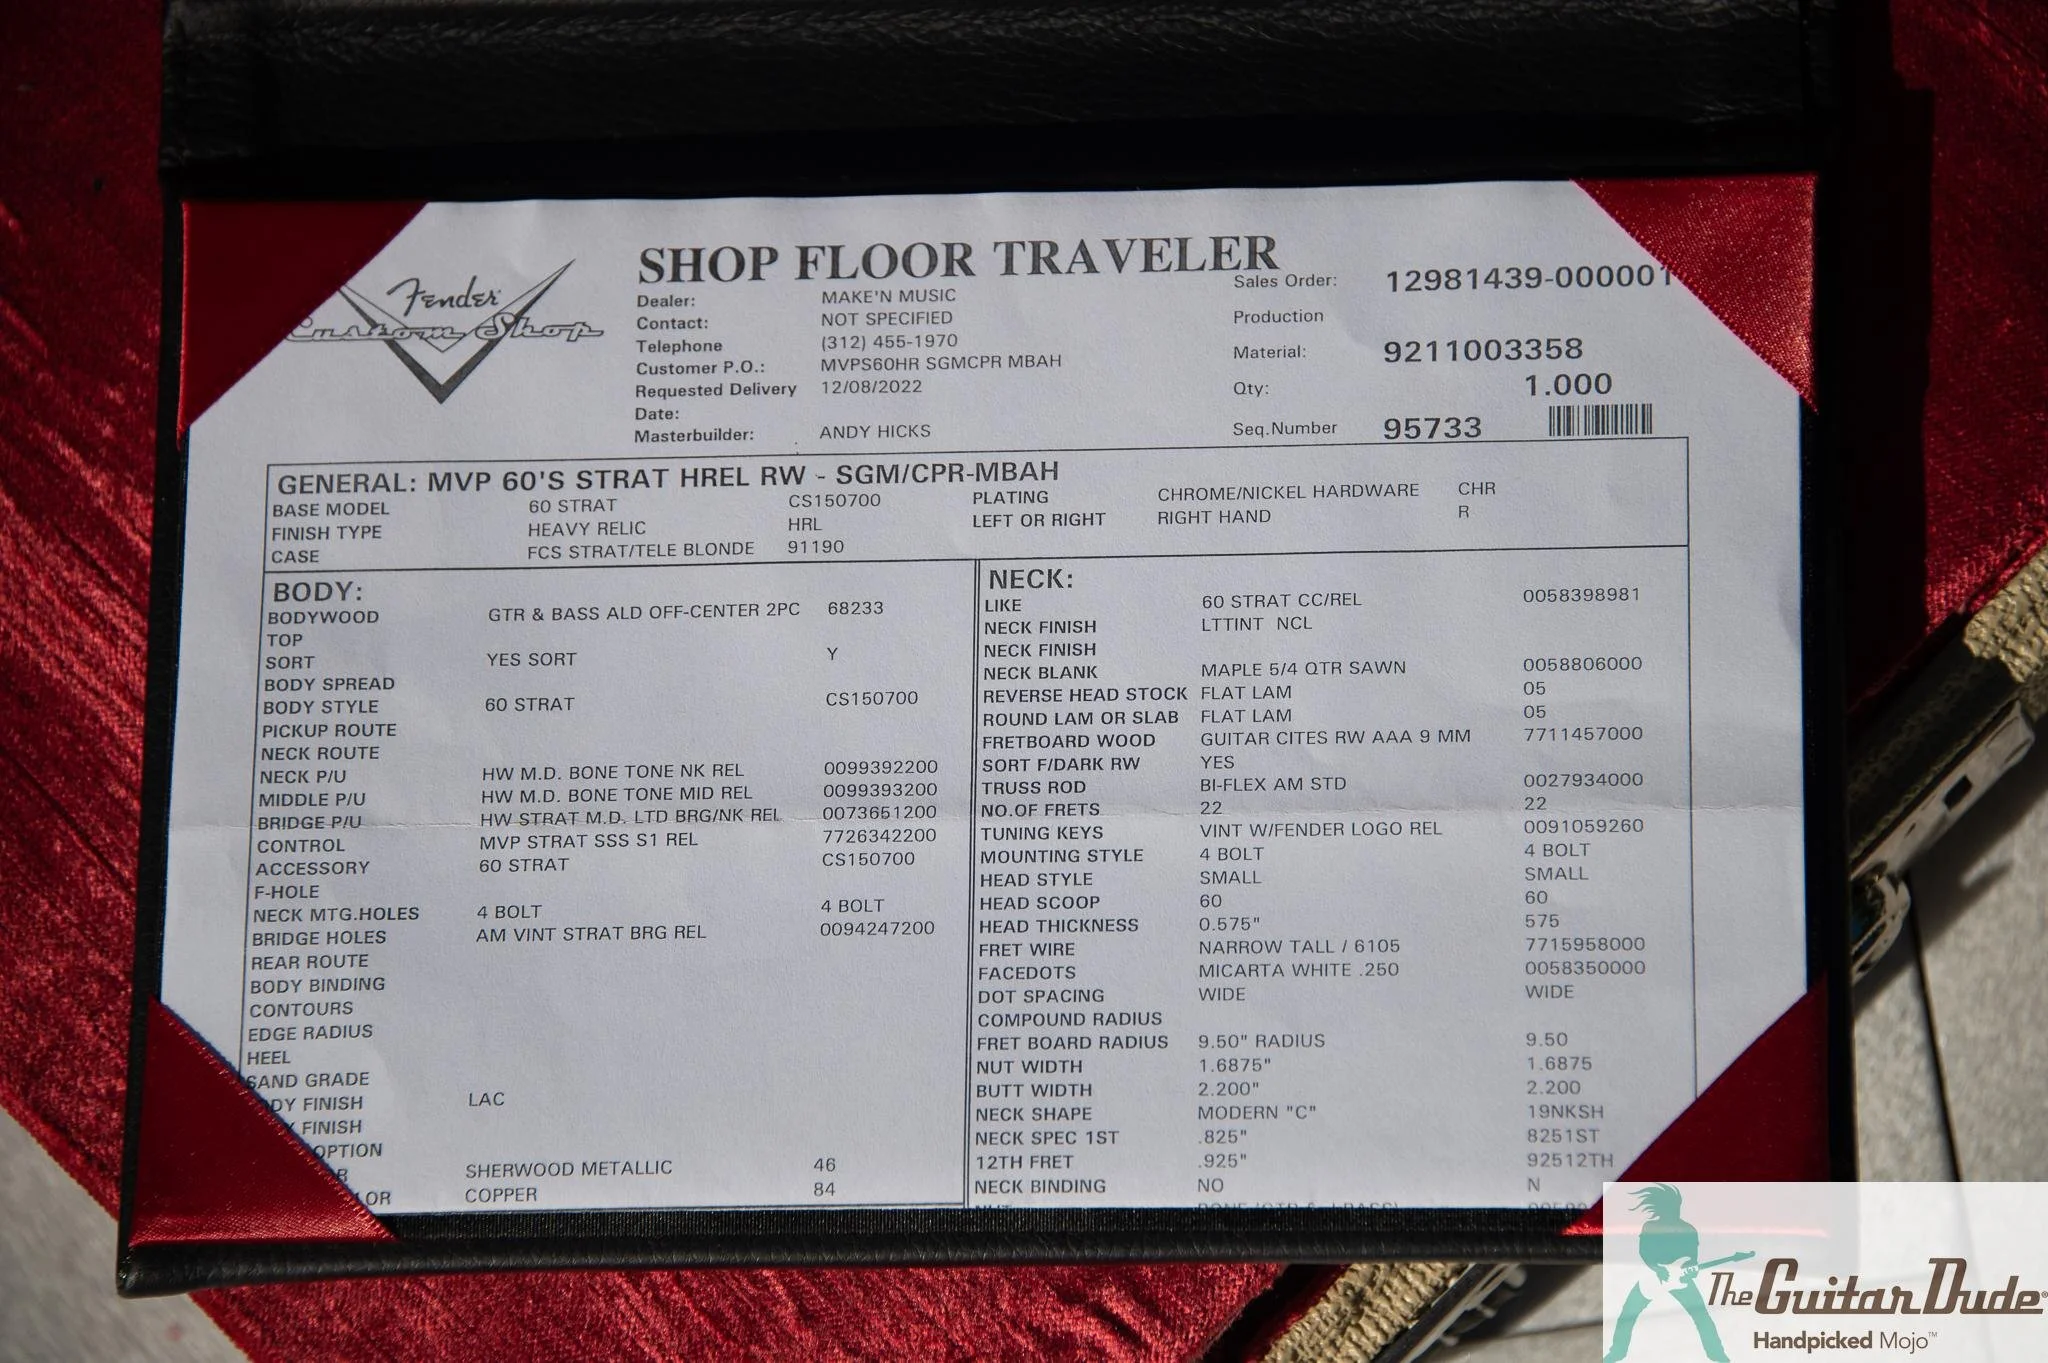 Fender
Custom Shop
SHOP FLOOR TRAVELER
Dealer: MAKE'N MUSIC
Contact: NOT SPECIFIED
Telephone (312) 455-1970
Customer P.O.: MVPS60HR SGMCPR MBAH
Requested Delivery 12/08/2022
Date:
Masterbuilder: ANDY HICKS
Sales Order: 12981439-000001
Production
Material: 9211003358
Qty: 1.000
Seq.Number 95733
GENERAL: MVP 60'S STRAT HREL RW - SGM/CPR-MBAH
BASE MODEL 60 STRAT CS150700 PLATING CHROME/NICKEL HARDWARE CHR
FINISH TYPE HEAVY RELIC HRL LEFT OR RIGHT RIGHT HAND R
CASE FCS STRAT/TELE BLONDE 91190
BODY:
BODYWOOD GTR & BASS ALD OFF-CENTER 2PC 68233
TOP
SORT YES SORT Y
BODY SPREAD
BODY STYLE 60 STRAT CS150700
PICKUP ROUTE
NECK ROUTE
NECK P/U HW M.D. BONE TONE NK REL 0099392200
MIDDLE P/U HW M.D. BONE TONE MID REL 0099393200
BRIDGE P/U HW STRAT M.D. LTD BRG/NK REL 0073651200
CONTROL MVP STRAT SSS S1 REL 7726342200
ACCESSORY 60 STRAT CS150700
F-HOLE
NECK MTG.HOLES 4 BOLT 4 BOLT
BRIDGE HOLES AM VINT STRAT BRG REL 0094247200
REAR ROUTE
BODY BINDING
CONTOURS
EDGE RADIUS
HEEL
SAND GRADE
DY FINISH LAC
FINISH
OPTION
R SHERWOOD METALLIC 46
LOR COPPER 84
NECK:
LIKE 60 STRAT CC/REL 0058398981
NECK FINISH LTTINT NCL
NECK FINISH
NECK BLANK MAPLE 5/4 QTR SAWN 0058806000
REVERSE HEAD STOCK FLAT LAM 05
ROUND LAM OR SLAB FLAT LAM 05
FRETBOARD WOOD GUITAR CITES RW AAA 9 MM 7711457000
SORT F/DARK RW YES
TRUSS ROD BI-FLEX AM STD 0027934000
NO.OF FRETS 22 22
TUNING KEYS VINT W/FENDER LOGO REL 0091059260
MOUNTING STYLE 4 BOLT 4 BOLT
HEAD STYLE SMALL SMALL
HEAD SCOOP 60 60
HEAD THICKNESS 0.575" 575
FRET WIRE NARROW TALL / 6105 7715958000
FACEDOTS MICARTA WHITE .250 0058350000
DOT SPACING WIDE WIDE
COMPOUND RADIUS
FRET BOARD RADIUS 9.50" RADIUS 9.50
NUT WIDTH 1.6875" 1.6875
BUTT WIDTH 2.200" 2.200
NECK SHAPE MODERN "C" 19NKSH
NECK SPEC 1ST .825" 8251ST
12TH FRET .925" 92512TH
NECK BINDING NO N
The Guitar Dude®
Handpicked Mojo™